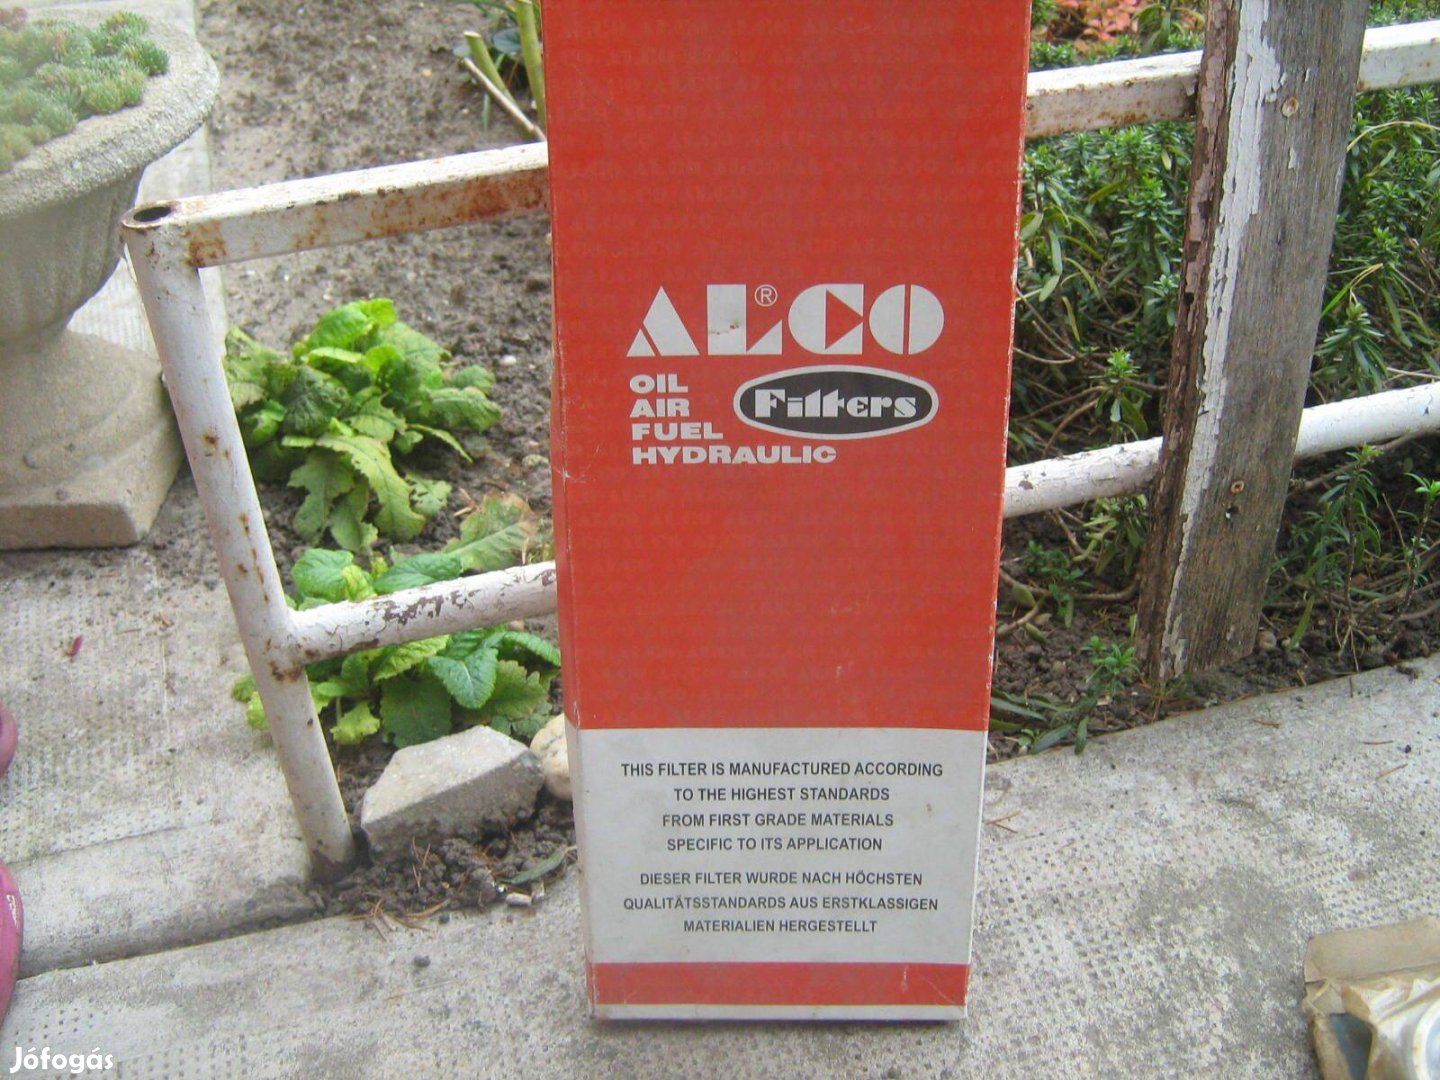 ALCO®
OIL
AIR
FUEL
HYDRAULIC
Filters
THIS FILTER IS MANUFACTURED ACCORDING
TO THE HIGHEST STANDARDS
FROM FIRST GRADE MATERIALS
SPECIFIC TO ITS APPLICATION
DIESER FILTER WURDE NACH HÖCHSTEN
QUALITÄTSSTANDARDS AUS ERSTKLASSIGEN
MATERIALIEN HERGESTELLT
Jófogás